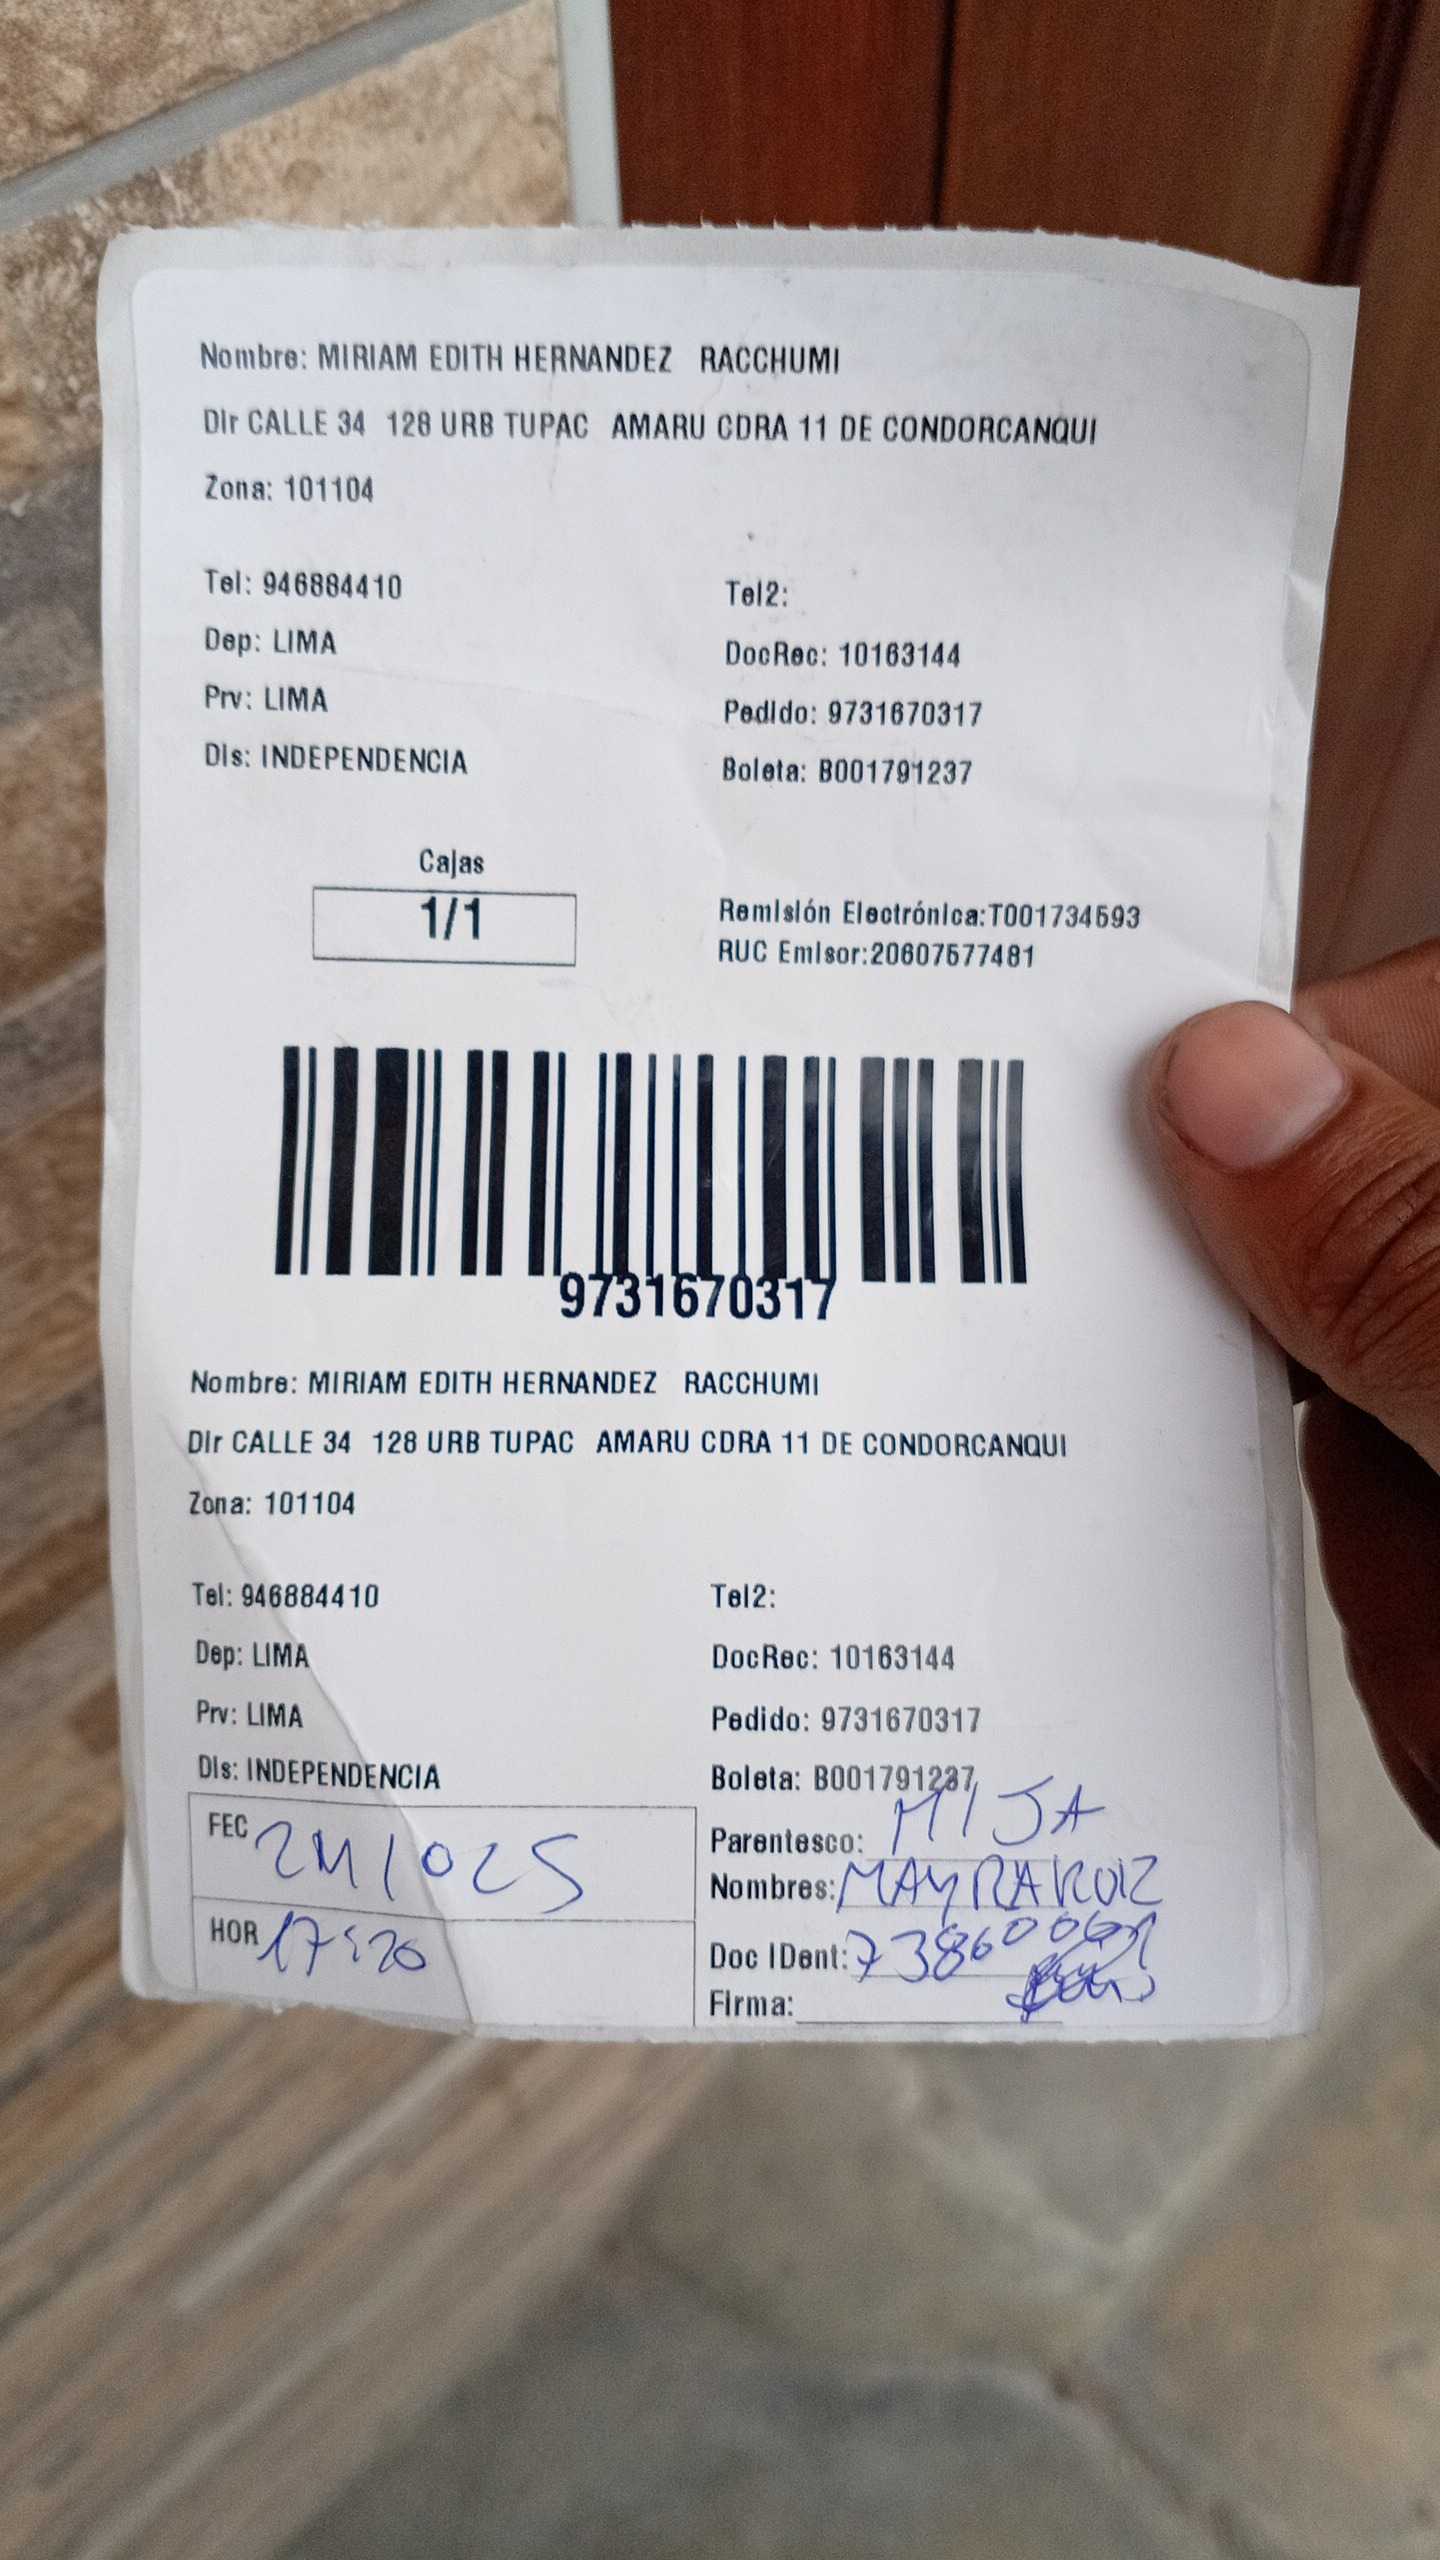 Nombre: MIRIAM EDITH HERNANDEZ RACCHUMI
Dir CALLE 34 128 URB TUPAC AMARU CDRA 11 DE CONDORCANQUI
Zona: 101104
Tel: 946884410 Tel2:
Dep: LIMA DocRec: 10163144
Prv: LIMA Pedido: 9731670317
Dis: INDEPENDENCIA Boleta: B001791237
Cajas
1/1
Remisión Electrónica:T001734593
RUC Emisor:20607577481
9731670317
Nombre: MIRIAM EDITH HERNANDEZ RACCHUMI
Dir CALLE 34 128 URB TUPAC AMARU CDRA 11 DE CONDORCANQUI
Zona: 101104
Tel: 946884410 Tel2:
Dep: LIMA DocRec: 10163144
Prv: LIMA Pedido: 9731670317
Dis: INDEPENDENCIA Boleta: B001791237
FEC
Parentesco: HIJA
Nombres: MAYRA RUIZ
HOR 17:20
Doc IDent:
Firma: